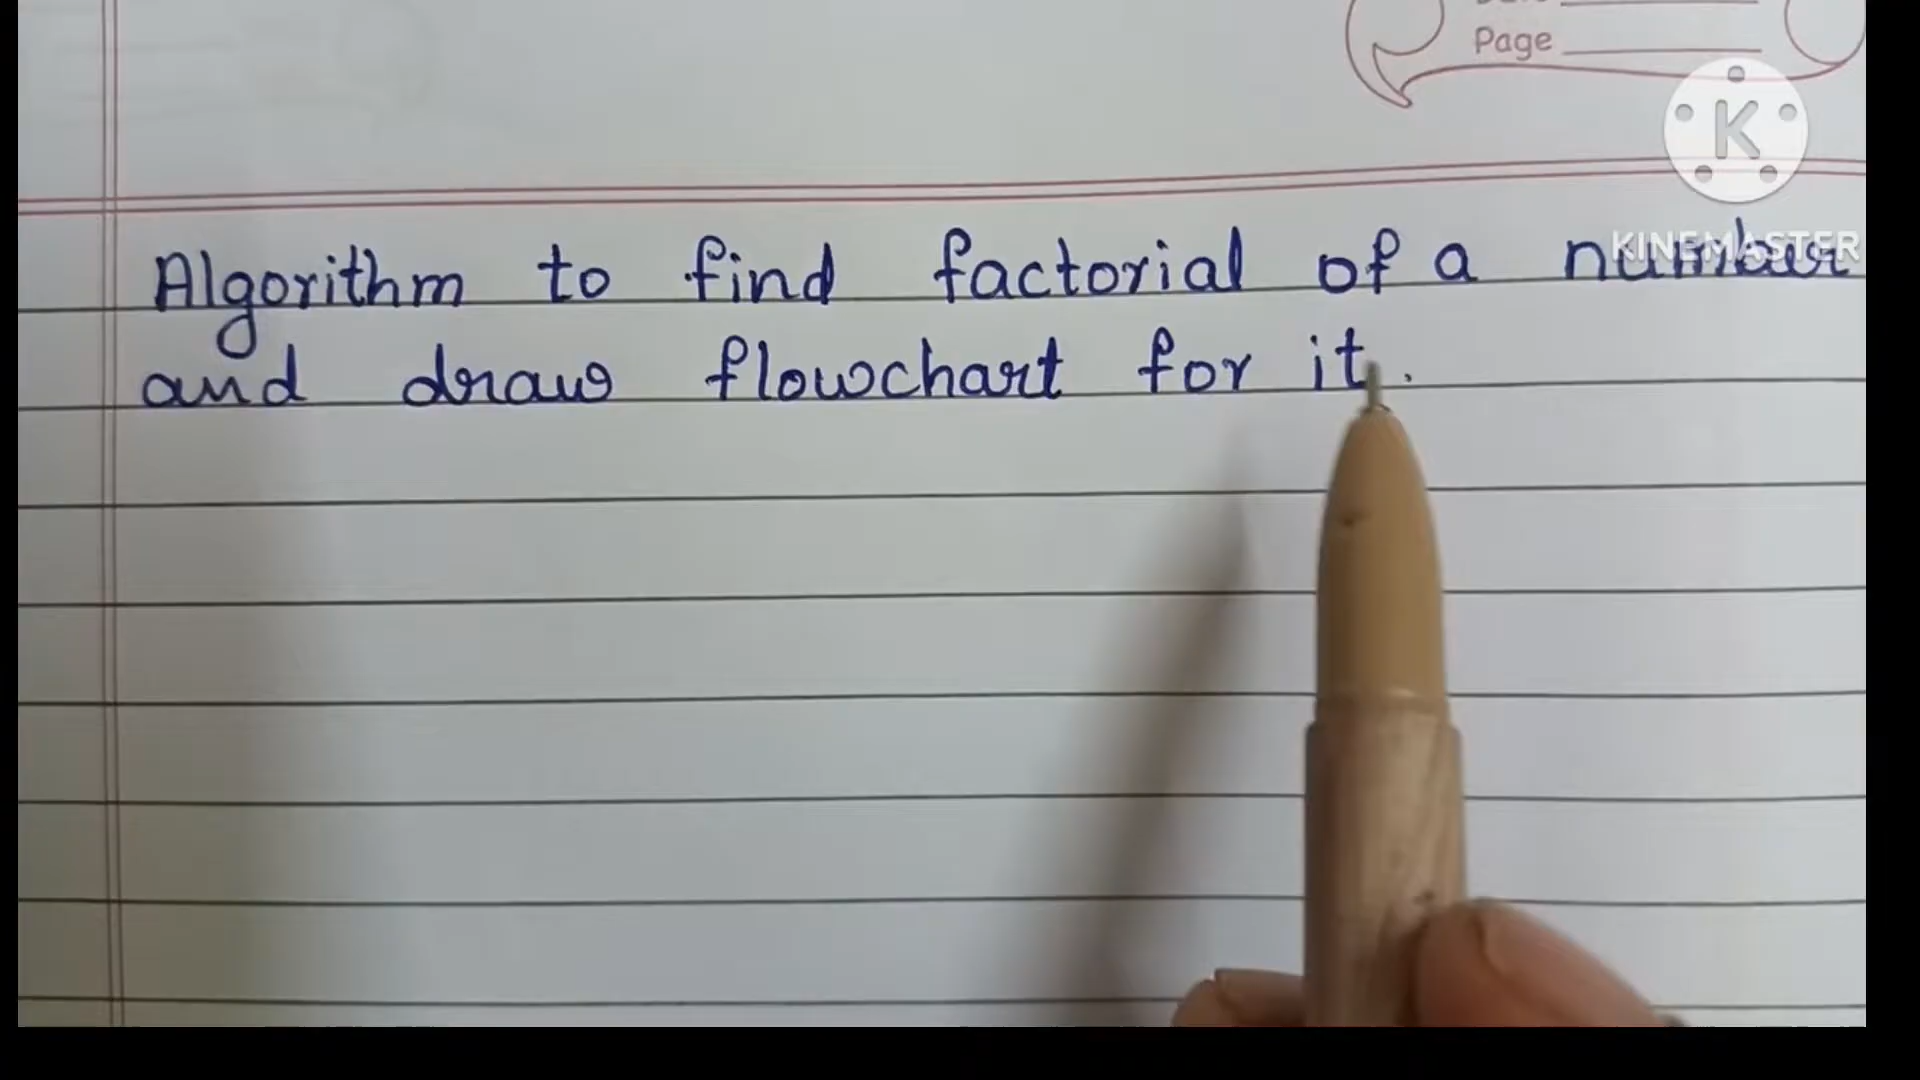 Page
K
KINEMASTER
Algorithm to find factorial of a number
and draw flowchart for it.